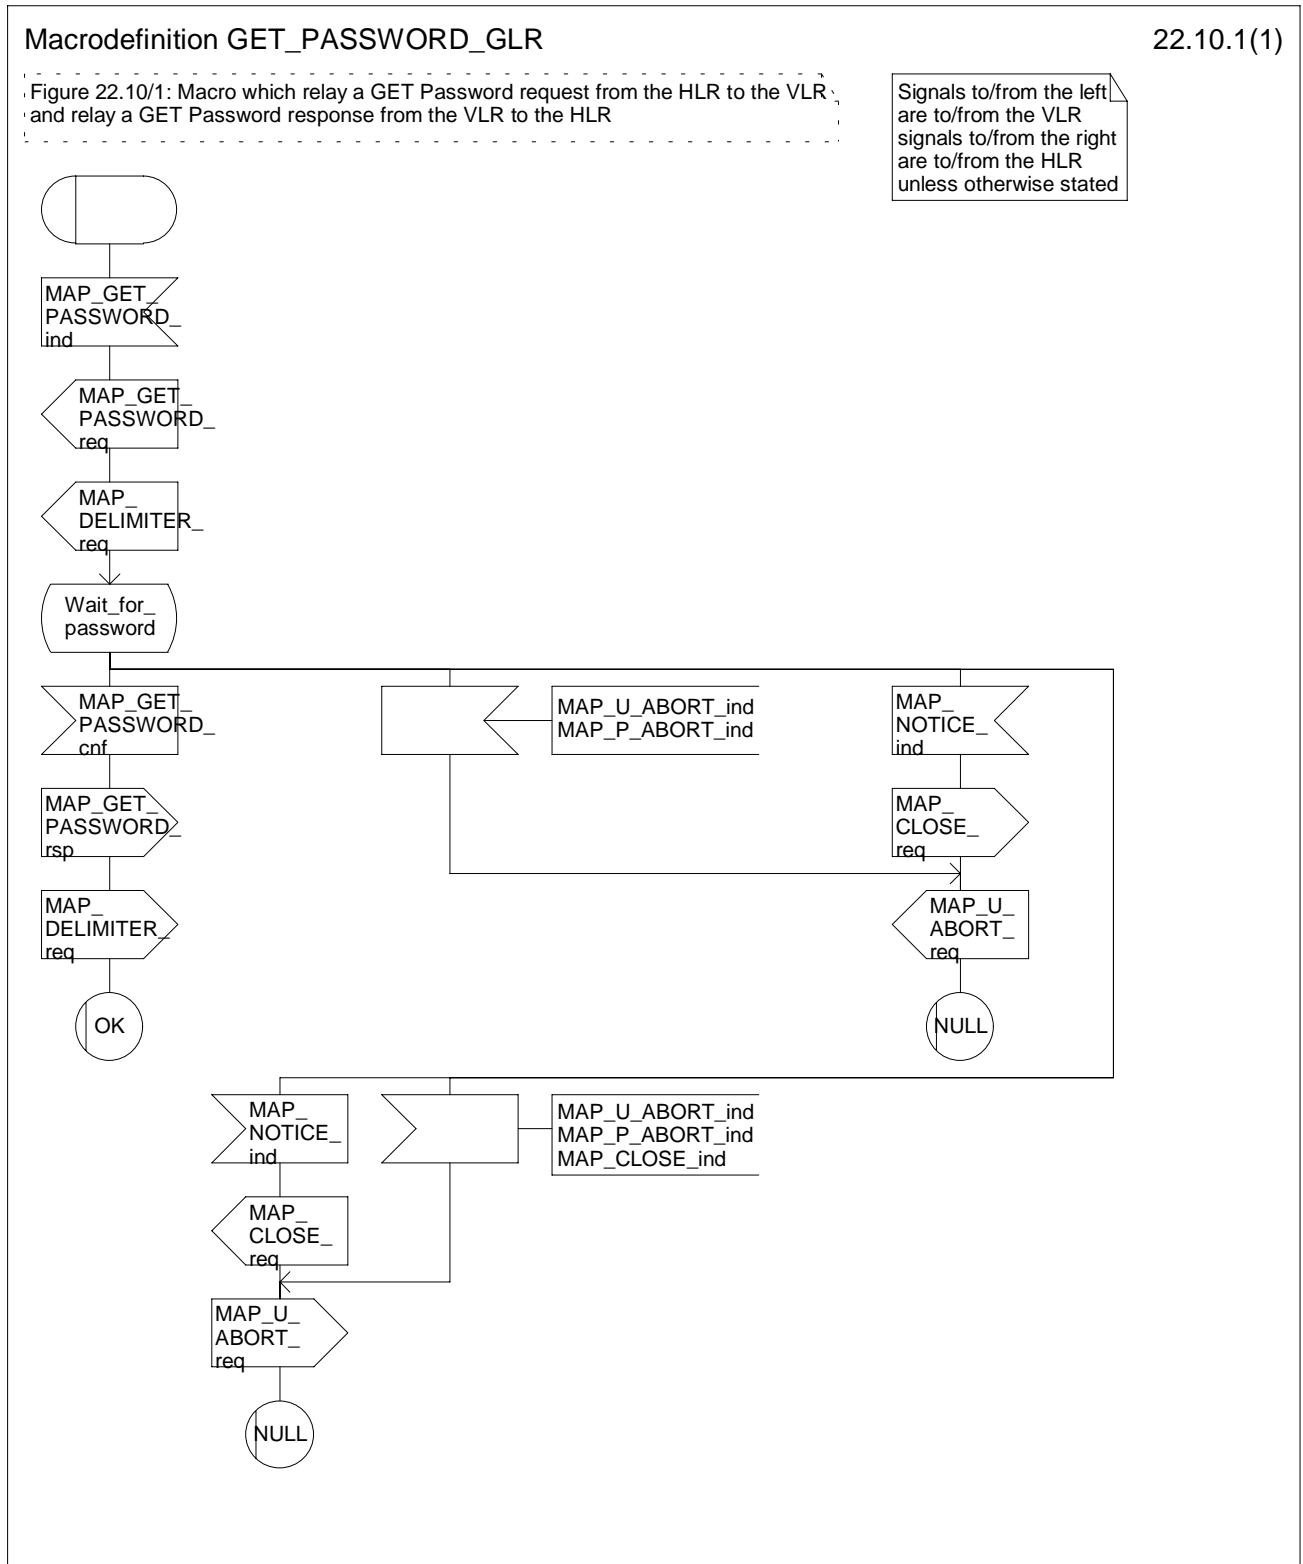 Macrodefinition GET_PASSWORD_GLR
22.10.1(1)
Figure 22.10/1: Macro which relay a GET Password request from the HLR to the VLR
and relay a GET Password response from the VLR to the HLR
Signals to/from the left
are to/from the VLR
signals to/from the right
are to/from the HLR
unless otherwise stated
MAP_GET_
PASSWORD_
ind
MAP_GET_
PASSWORD_
req
MAP_
DELIMITER_
req
Wait_for_
password
MAP_GET_
PASSWORD_
cnf
MAP_U_ABORT_ind
MAP_P_ABORT_ind
MAP_
NOTICE_
ind
MAP_GET_
PASSWORD_
rsp
MAP_
CLOSE_
req
MAP_
DELIMITER_
req
MAP_U_
ABORT_
req
OK
NULL
MAP_
NOTICE_
ind
MAP_U_ABORT_ind
MAP_P_ABORT_ind
MAP_CLOSE_ind
MAP_
CLOSE_
req
MAP_U_
ABORT_
req
NULL